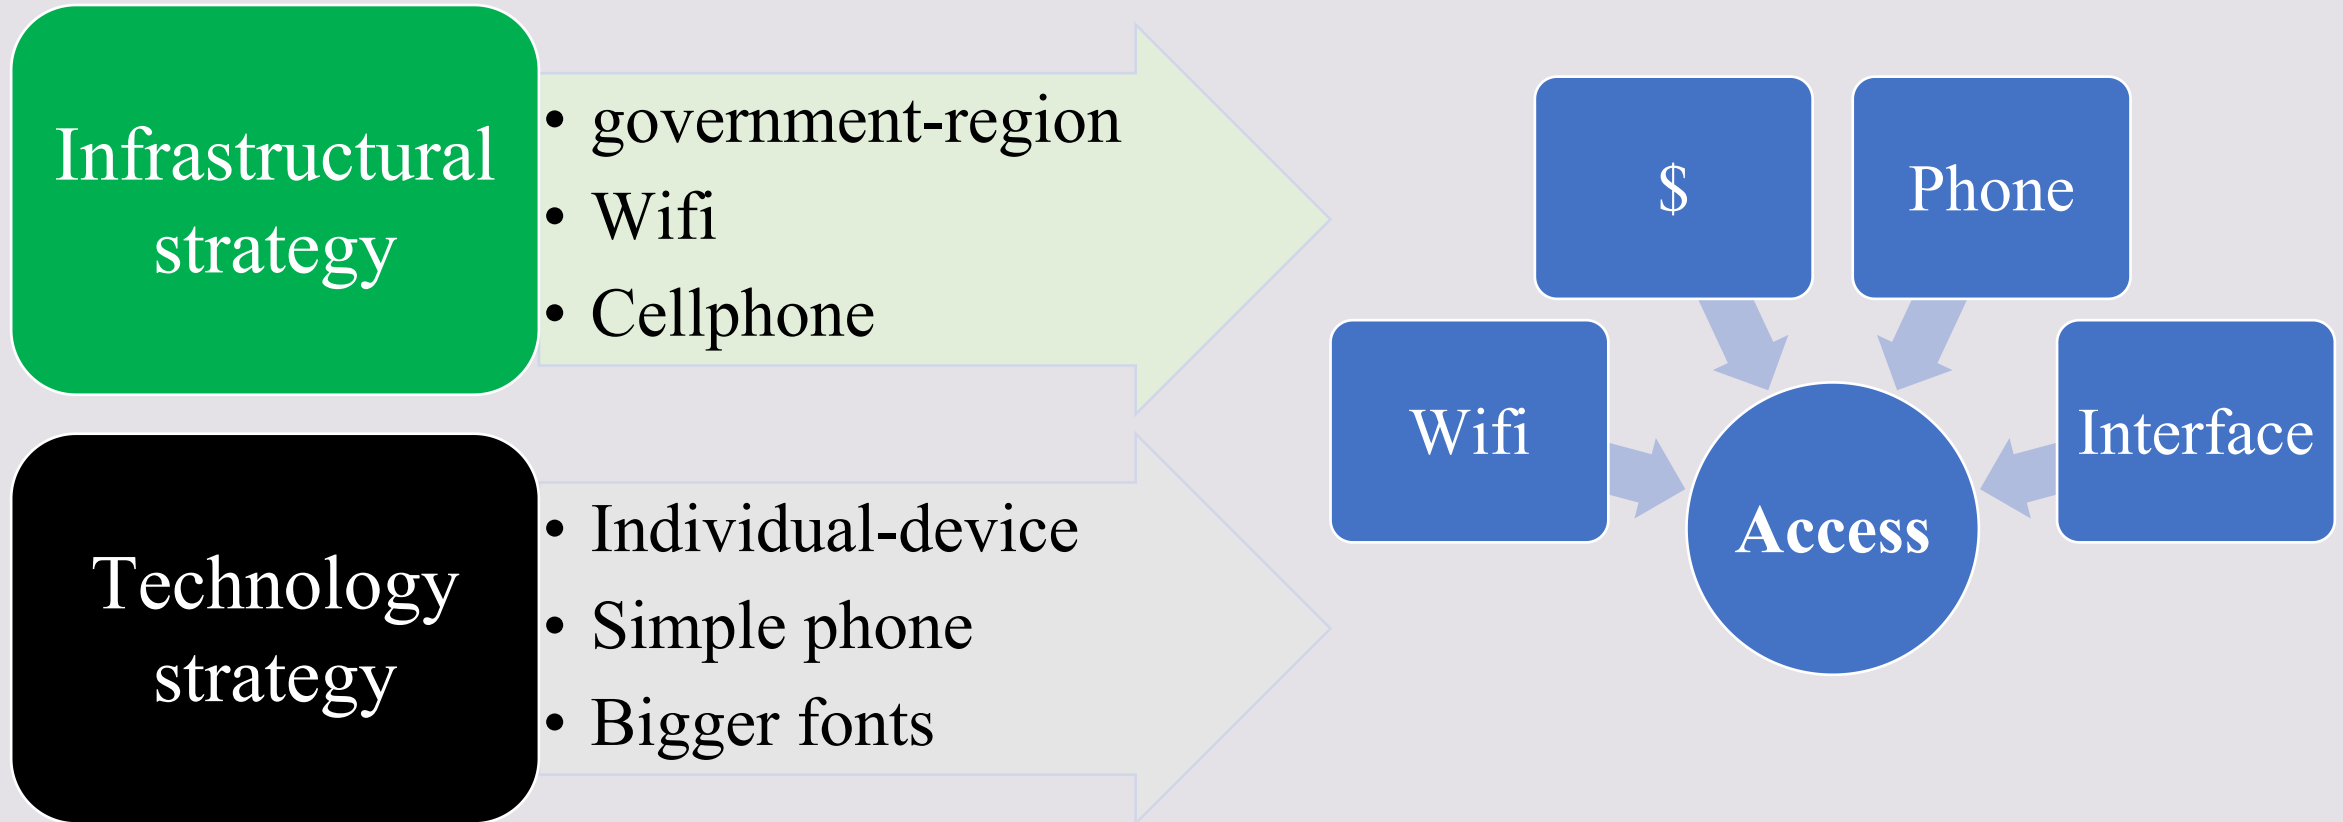 Infrastructural
strategy
• government-region
• Wifi
• Cellphone
Technology
strategy
• Individual-device
• Simple phone
• Bigger fonts
$
Phone
Wifi
Interface
Access